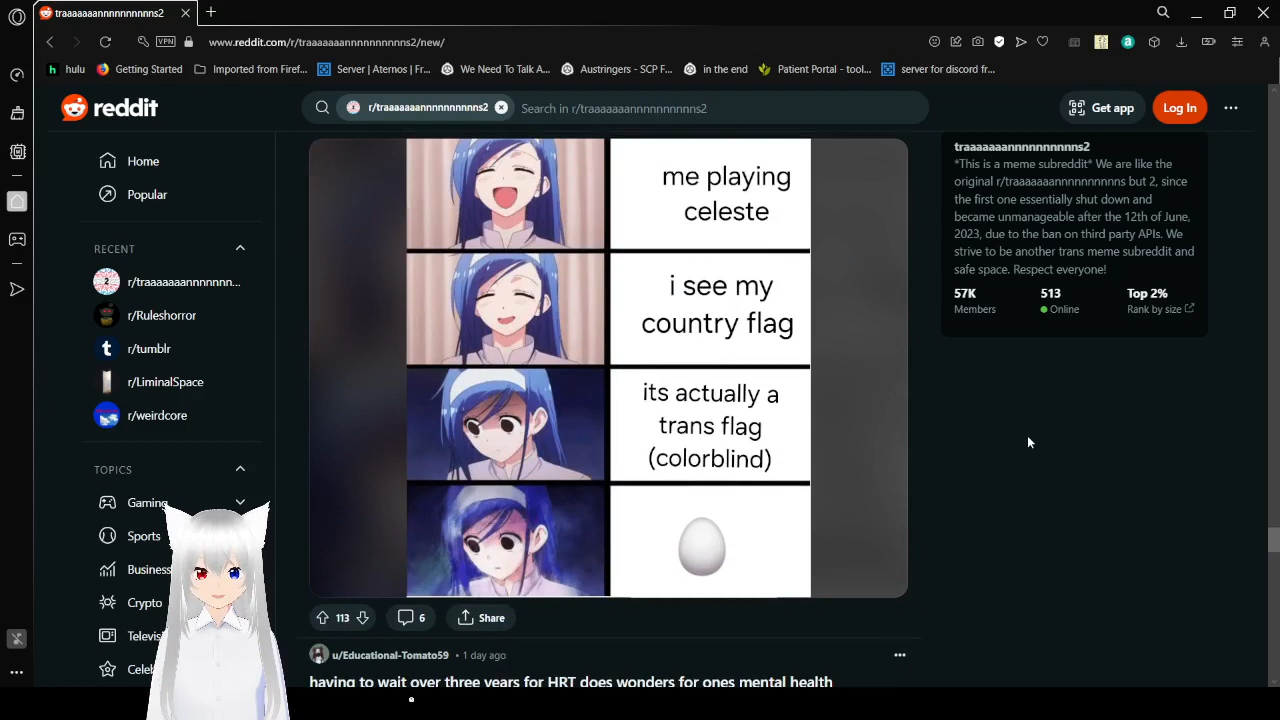 traaaaaaannnnnnnnnns2
www.reddit.com/r/traaaaaaannnnnnnnnns2/new/
VPN
hulu
Getting Started
Imported from Firef...
Server | Aternos | Fr...
We Need To Talk A...
Austringers - SCP F...
in the end
Patient Portal - tool...
server for discord fr...
reddit
r/traaaaaaannnnnnnnnns2
Search in r/traaaaaaannnnnnnnnns2
Get app
Log In
Home
Popular
RECENT
r/traaaaaaannnnnnn...
r/Ruleshorror
r/tumblr
r/LiminalSpace
r/weirdcore
TOPICS
Gaming
Sports
Business
Crypto
Televis
Celeb
me playing
celeste
i see my
country flag
its actually a
trans flag
(colorblind)
113
6
Share
u/Educational-Tomato59 • 1 day ago
having to wait over three years for HRT does wonders for ones mental health
traaaaaaannnnnnnnnns2
*This is a meme subreddit* We are like the
original r/traaaaaaannnnnnnnnns but 2, since
the first one essentially shut down and
became unmanageable after the 12th of June,
2023, due to the ban on third party APIs. We
strive to be another trans meme subreddit and
safe space. Respect everyone!
57K
Members
513
Online
Top 2%
Rank by size